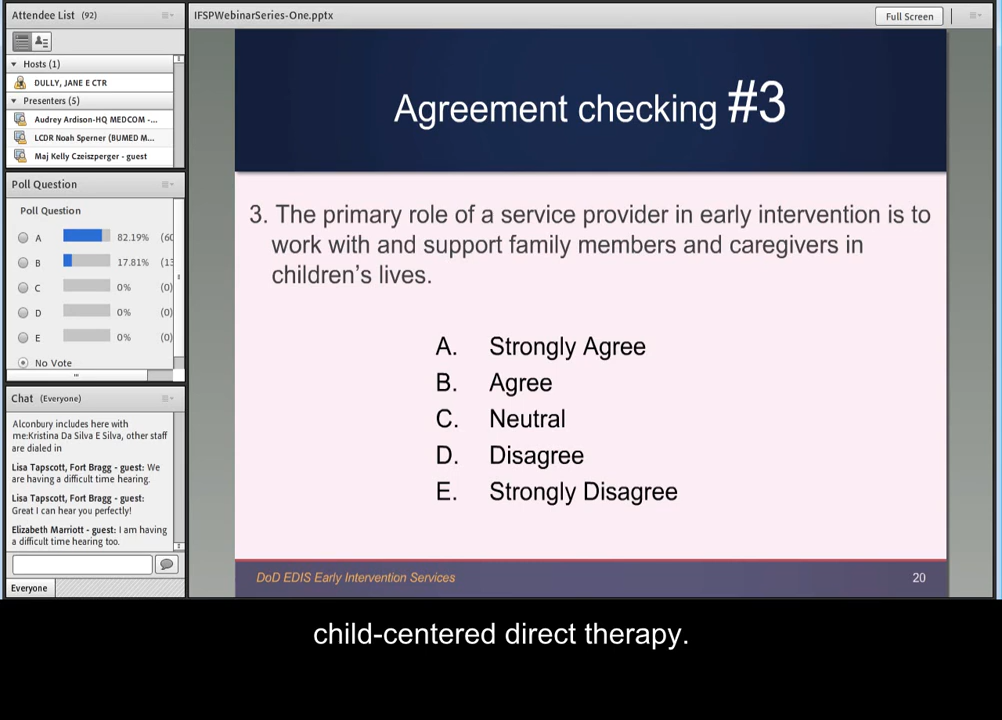 Attendee List (92)
Hosts (1)
DULLY, JANE E CTR
Presenters (5)
Audrey Ardison-HQ MEDCOM -...
LCDR Noah Sperner (BUMED M...
Maj Kelly Czeiszperger - guest
Poll Question
Poll Question
A 82.19% (60
B 17.81% (13
C 0% (0)
D 0% (0)
E 0% (0)
No Vote
Chat (Everyone)
Alconbury includes here with
me:Kristina Da Silva E Silva, other staff
are dialed in
Lisa Tapscott, Fort Bragg - guest: We
are having a difficult time hearing.
Lisa Tapscott, Fort Bragg - guest:
Great I can hear you perfectly!
Elizabeth Marriott - guest: I am having
a difficult time hearing too.
Everyone
IFSPWebinarSeries-One.pptx
Full Screen
Agreement checking #3
3. The primary role of a service provider in early intervention is to
work with and support family members and caregivers in
children's lives.
A. Strongly Agree
B. Agree
C. Neutral
D. Disagree
E. Strongly Disagree
DoD EDIS Early Intervention Services
20
child-centered direct therapy.